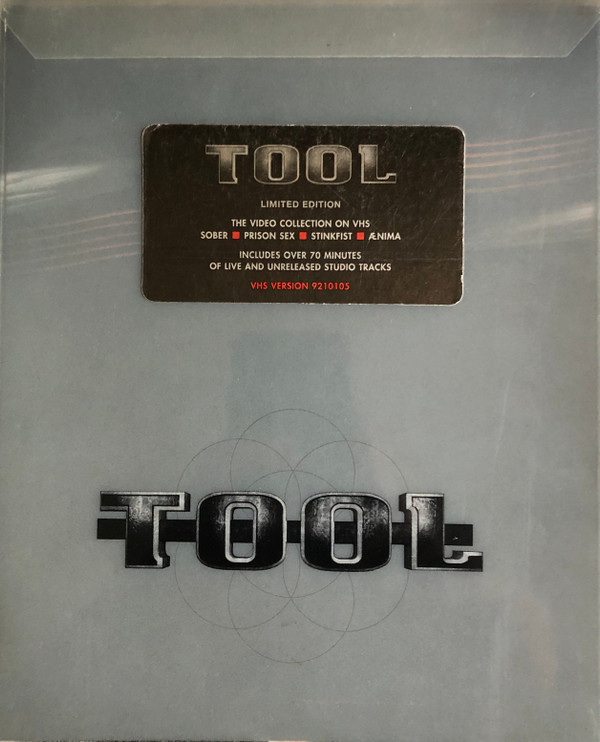 TOOL
LIMITED EDITION
THE VIDEO COLLECTION ON VHS
SOBER ■ PRISON SEX ■ STINKFIST ■ ÆNIMA
INCLUDES OVER 70 MINUTES
OF LIVE AND UNRELEASED STUDIO TRACKS
VHS VERSION 9210105
TOOL